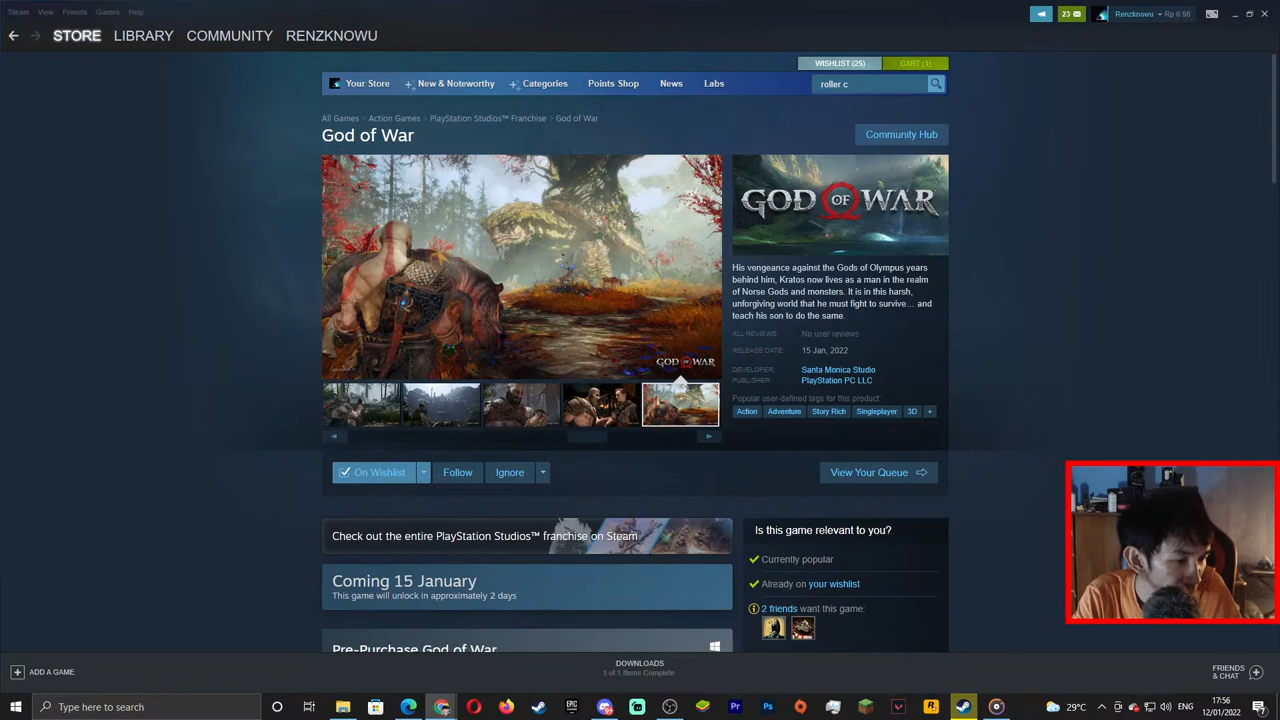 Steam View Friends Games Help
23
Renzknowu Rp 0 98
STORE LIBRARY COMMUNITY RENZKNOWU
WISHLIST (25) CART (1)
Your Store New & Noteworthy Categories Points Shop News Labs
roller c
All Games > Action Games > PlayStation Studios™ Franchise > God of War
God of War
Community Hub
GOD OF WAR
GOD OF WAR
His vengeance against the Gods of Olympus years
behind him, Kratos now lives as a man in the realm
of Norse Gods and monsters. It is in this harsh,
unforgiving world that he must fight to survive… and
teach his son to do the same.
ALL REVIEWS: No user reviews
RELEASE DATE: 15 Jan, 2022
DEVELOPER: Santa Monica Studio
PUBLISHER: PlayStation PC LLC
Popular user-defined tags for this product:
Action Adventure Story Rich Singleplayer 3D +
On Wishlist Follow Ignore
View Your Queue
Check out the entire PlayStation Studios™ franchise on Steam
Is this game relevant to you?
Currently popular
Already on your wishlist
2 friends want this game:
Coming 15 January
This game will unlock in approximately 2 days
Pre-Purchase God of War
ADD A GAME
DOWNLOADS
1 of 1 Items Complete
FRIENDS
& CHAT
Type here to search
29°C
ENG
17:56
12/01/2022